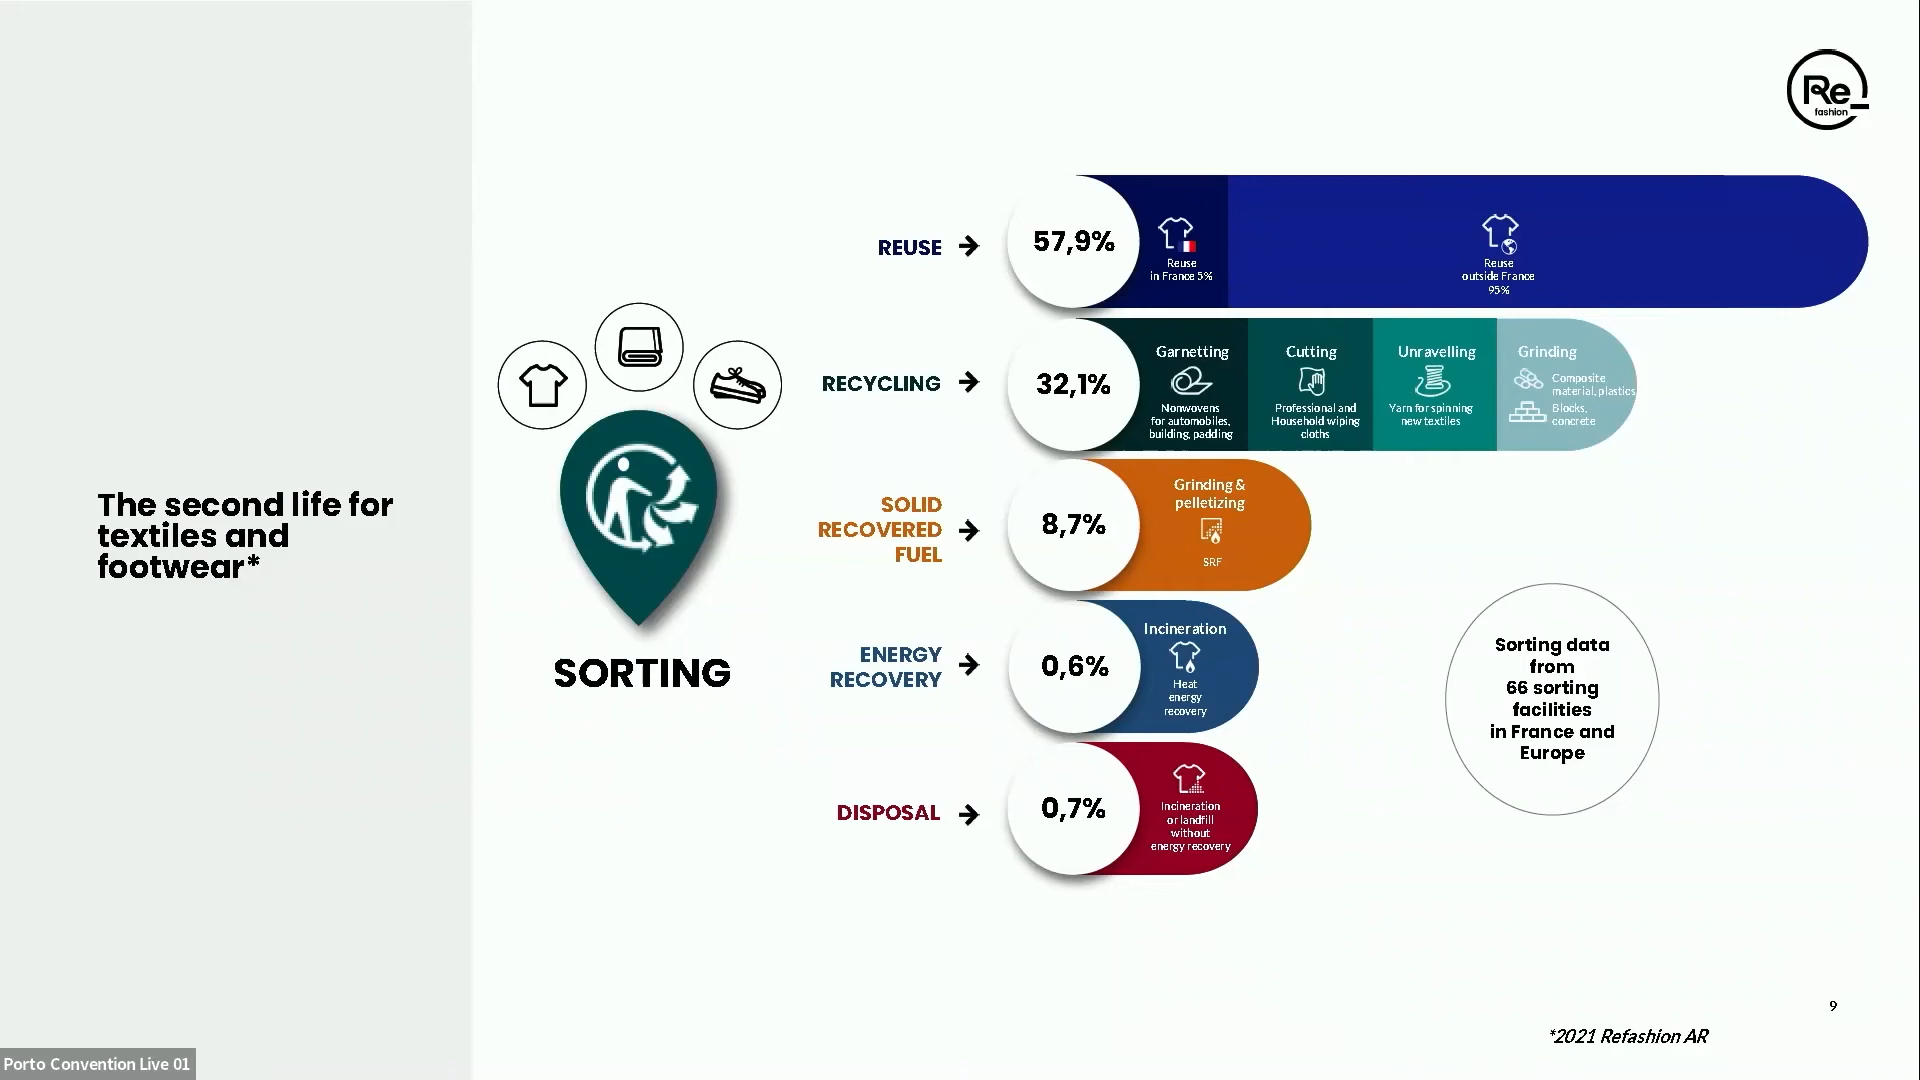 Re_
fashion
The second life for
textiles and
footwear*
SORTING
REUSE
57,9%
Reuse
in France 5%
Reuse
outside France
95%
RECYCLING
32,1%
Garnetting
Nonwovens
for automobiles,
building, padding
Cutting
Professional and
Household wiping
cloths
Unravelling
Yarn for spinning
new textiles
Grinding
Composite
material, plastics
Blocks,
concrete
SOLID
RECOVERED
FUEL
8,7%
Grinding &
pelletizing
SRF
ENERGY
RECOVERY
0,6%
Incineration
Heat
energy
recovery
DISPOSAL
0,7%
Incineration
or landfill
without
energy recovery
Sorting data
from
66 sorting
facilities
in France and
Europe
9
*2021 Refashion AR
Porto Convention Live 01